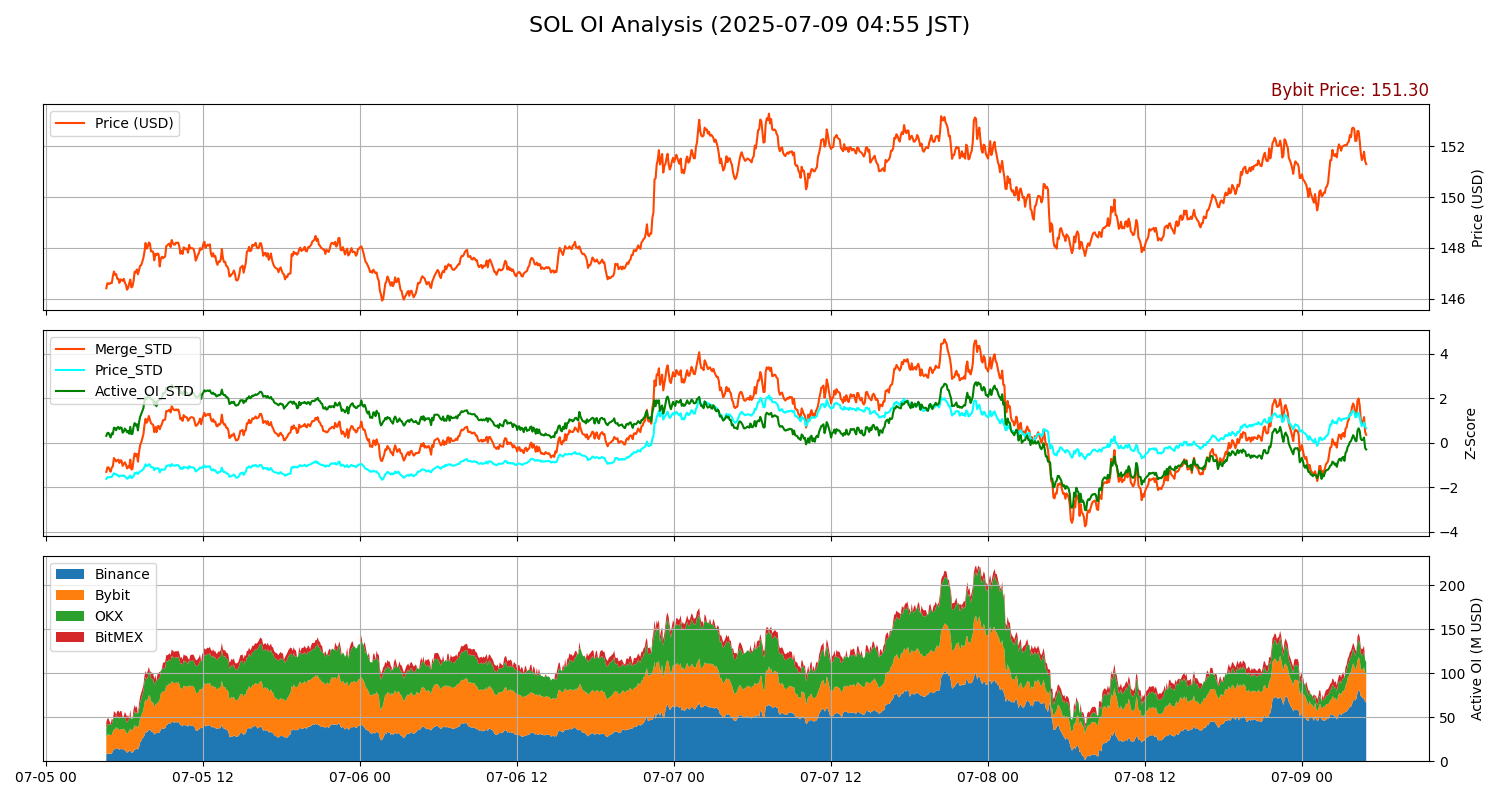 SOL OI Analysis (2025-07-09 04:55 JST)
Bybit Price: 151.30
Price (USD)
152
150
148
146
Price (USD)
Merge_STD
Price_STD
Active_OI_STD
4
2
0
−2
−4
Z-Score
Binance
Bybit
OKX
BitMEX
200
150
100
50
0
Active OI (M USD)
07-05 00
07-05 12
07-06 00
07-06 12
07-07 00
07-07 12
07-08 00
07-08 12
07-09 00